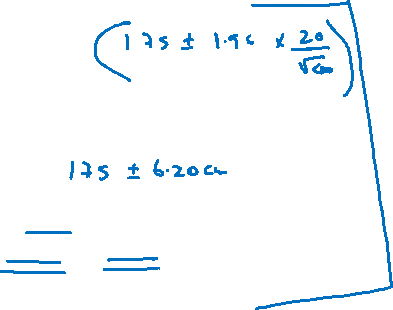 (175 ± 1.96 × 20/√40)
175 ± 6.20cm